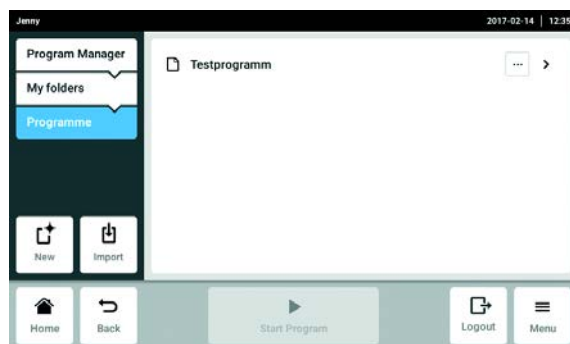 Jenny
2017-02-14 | 12:35
Program Manager
My folders
Programme
Testprogramm
...
New
Import
Home
Back
Start Program
Logout
Menu